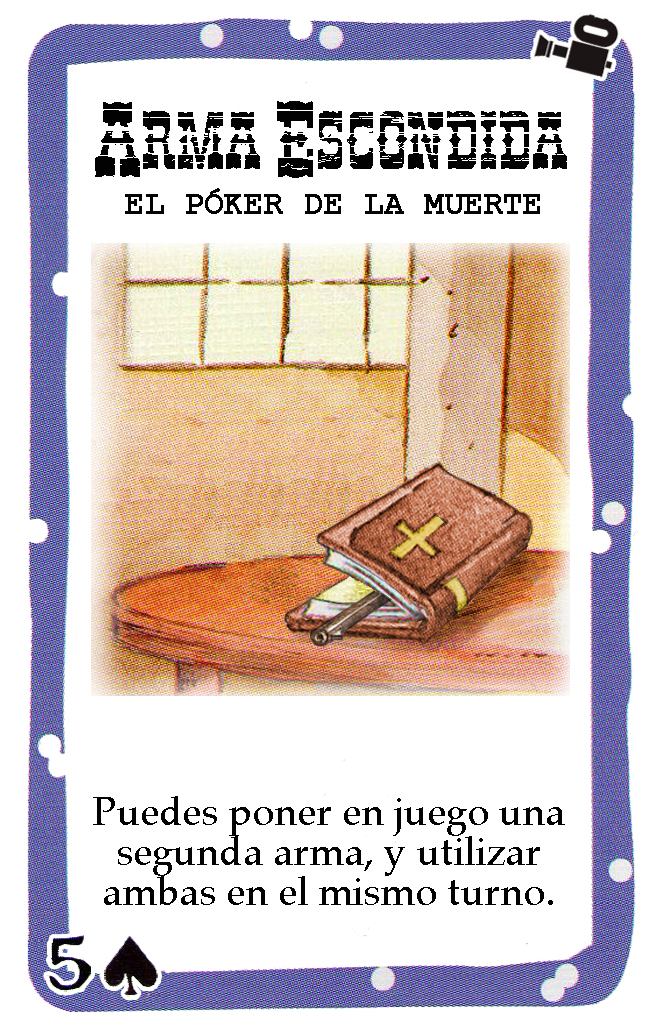 ARMA ESCONDIDA
EL PÓKER DE LA MUERTE
Puedes poner en juego una
segunda arma, y utilizar
ambas en el mismo turno.
5♠